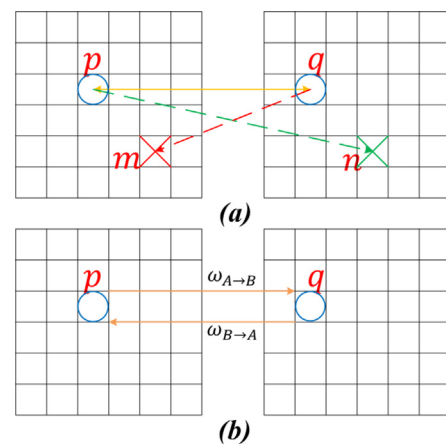 p q
m n
(a)
p q
ω_{A→B}
ω_{B→A}
(b)